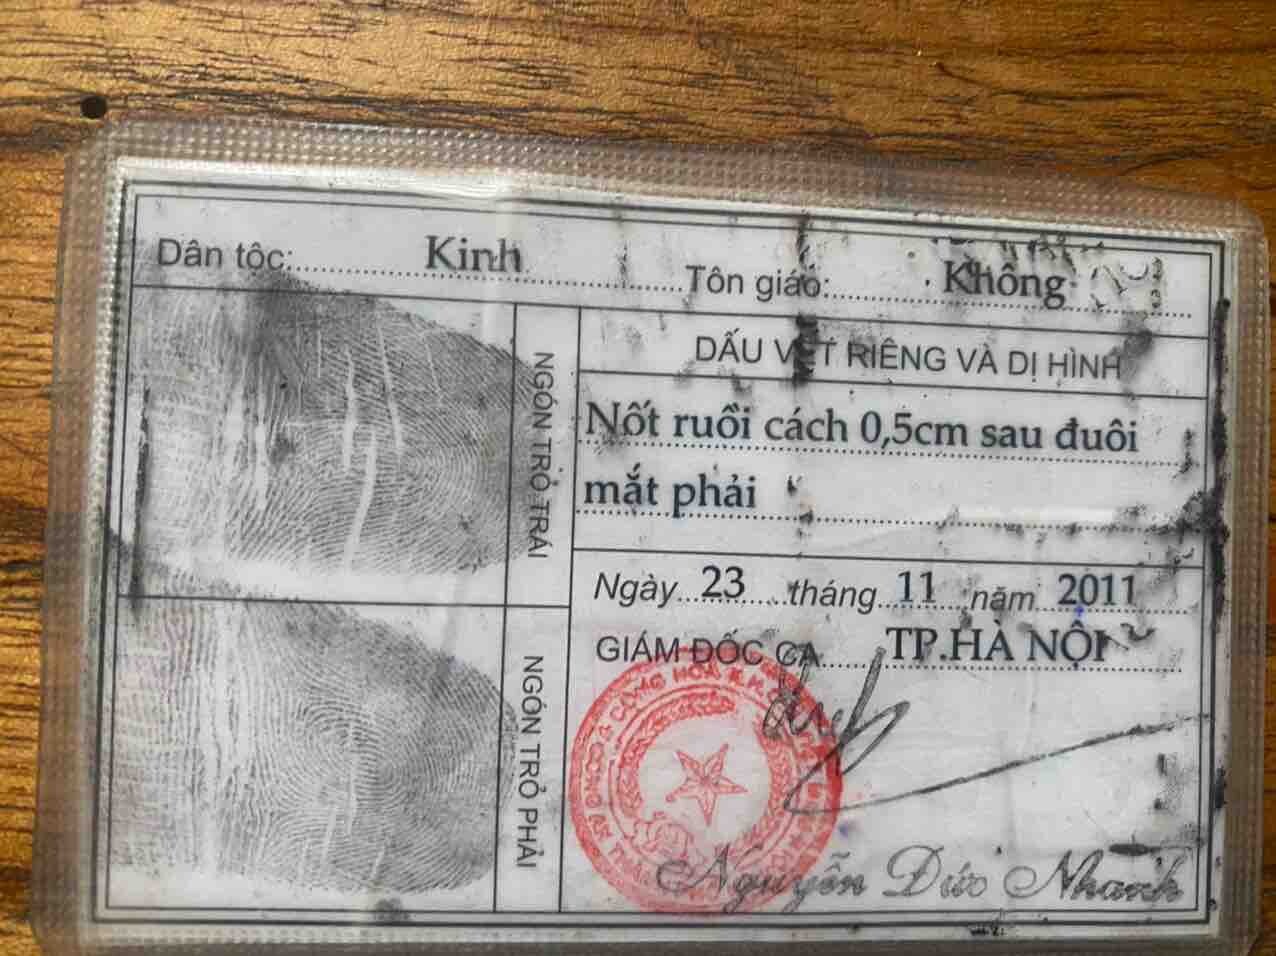 Dân tộc: Kinh Tôn giáo: Không
NGÓN TRỎ TRÁI
DẤU VẾT RIÊNG VÀ DỊ HÌNH
Nốt ruồi cách 0,5cm sau đuôi
mắt phải
Ngày 23 tháng 11 năm 2011
GIÁM ĐỐC CA TP.HÀ NỘI
NGÓN TRỎ PHẢI
CỘNG HÒA
Nguyễn Đức Nhanh